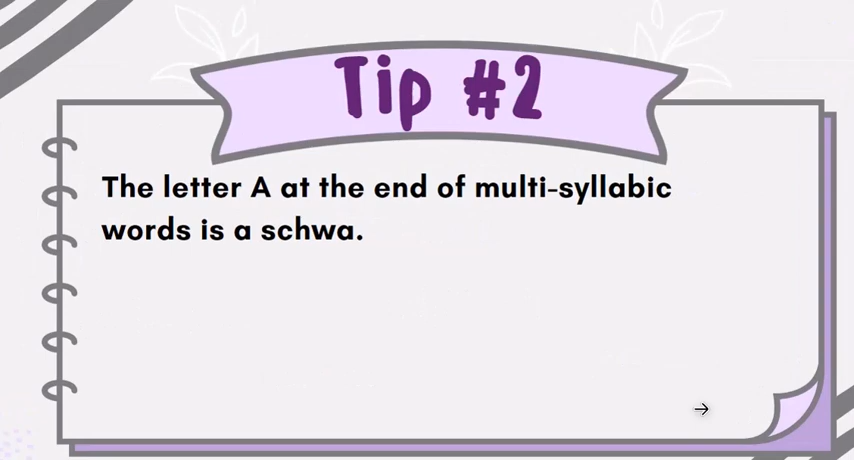 Tip #2
The letter A at the end of multi-syllabic
words is a schwa.